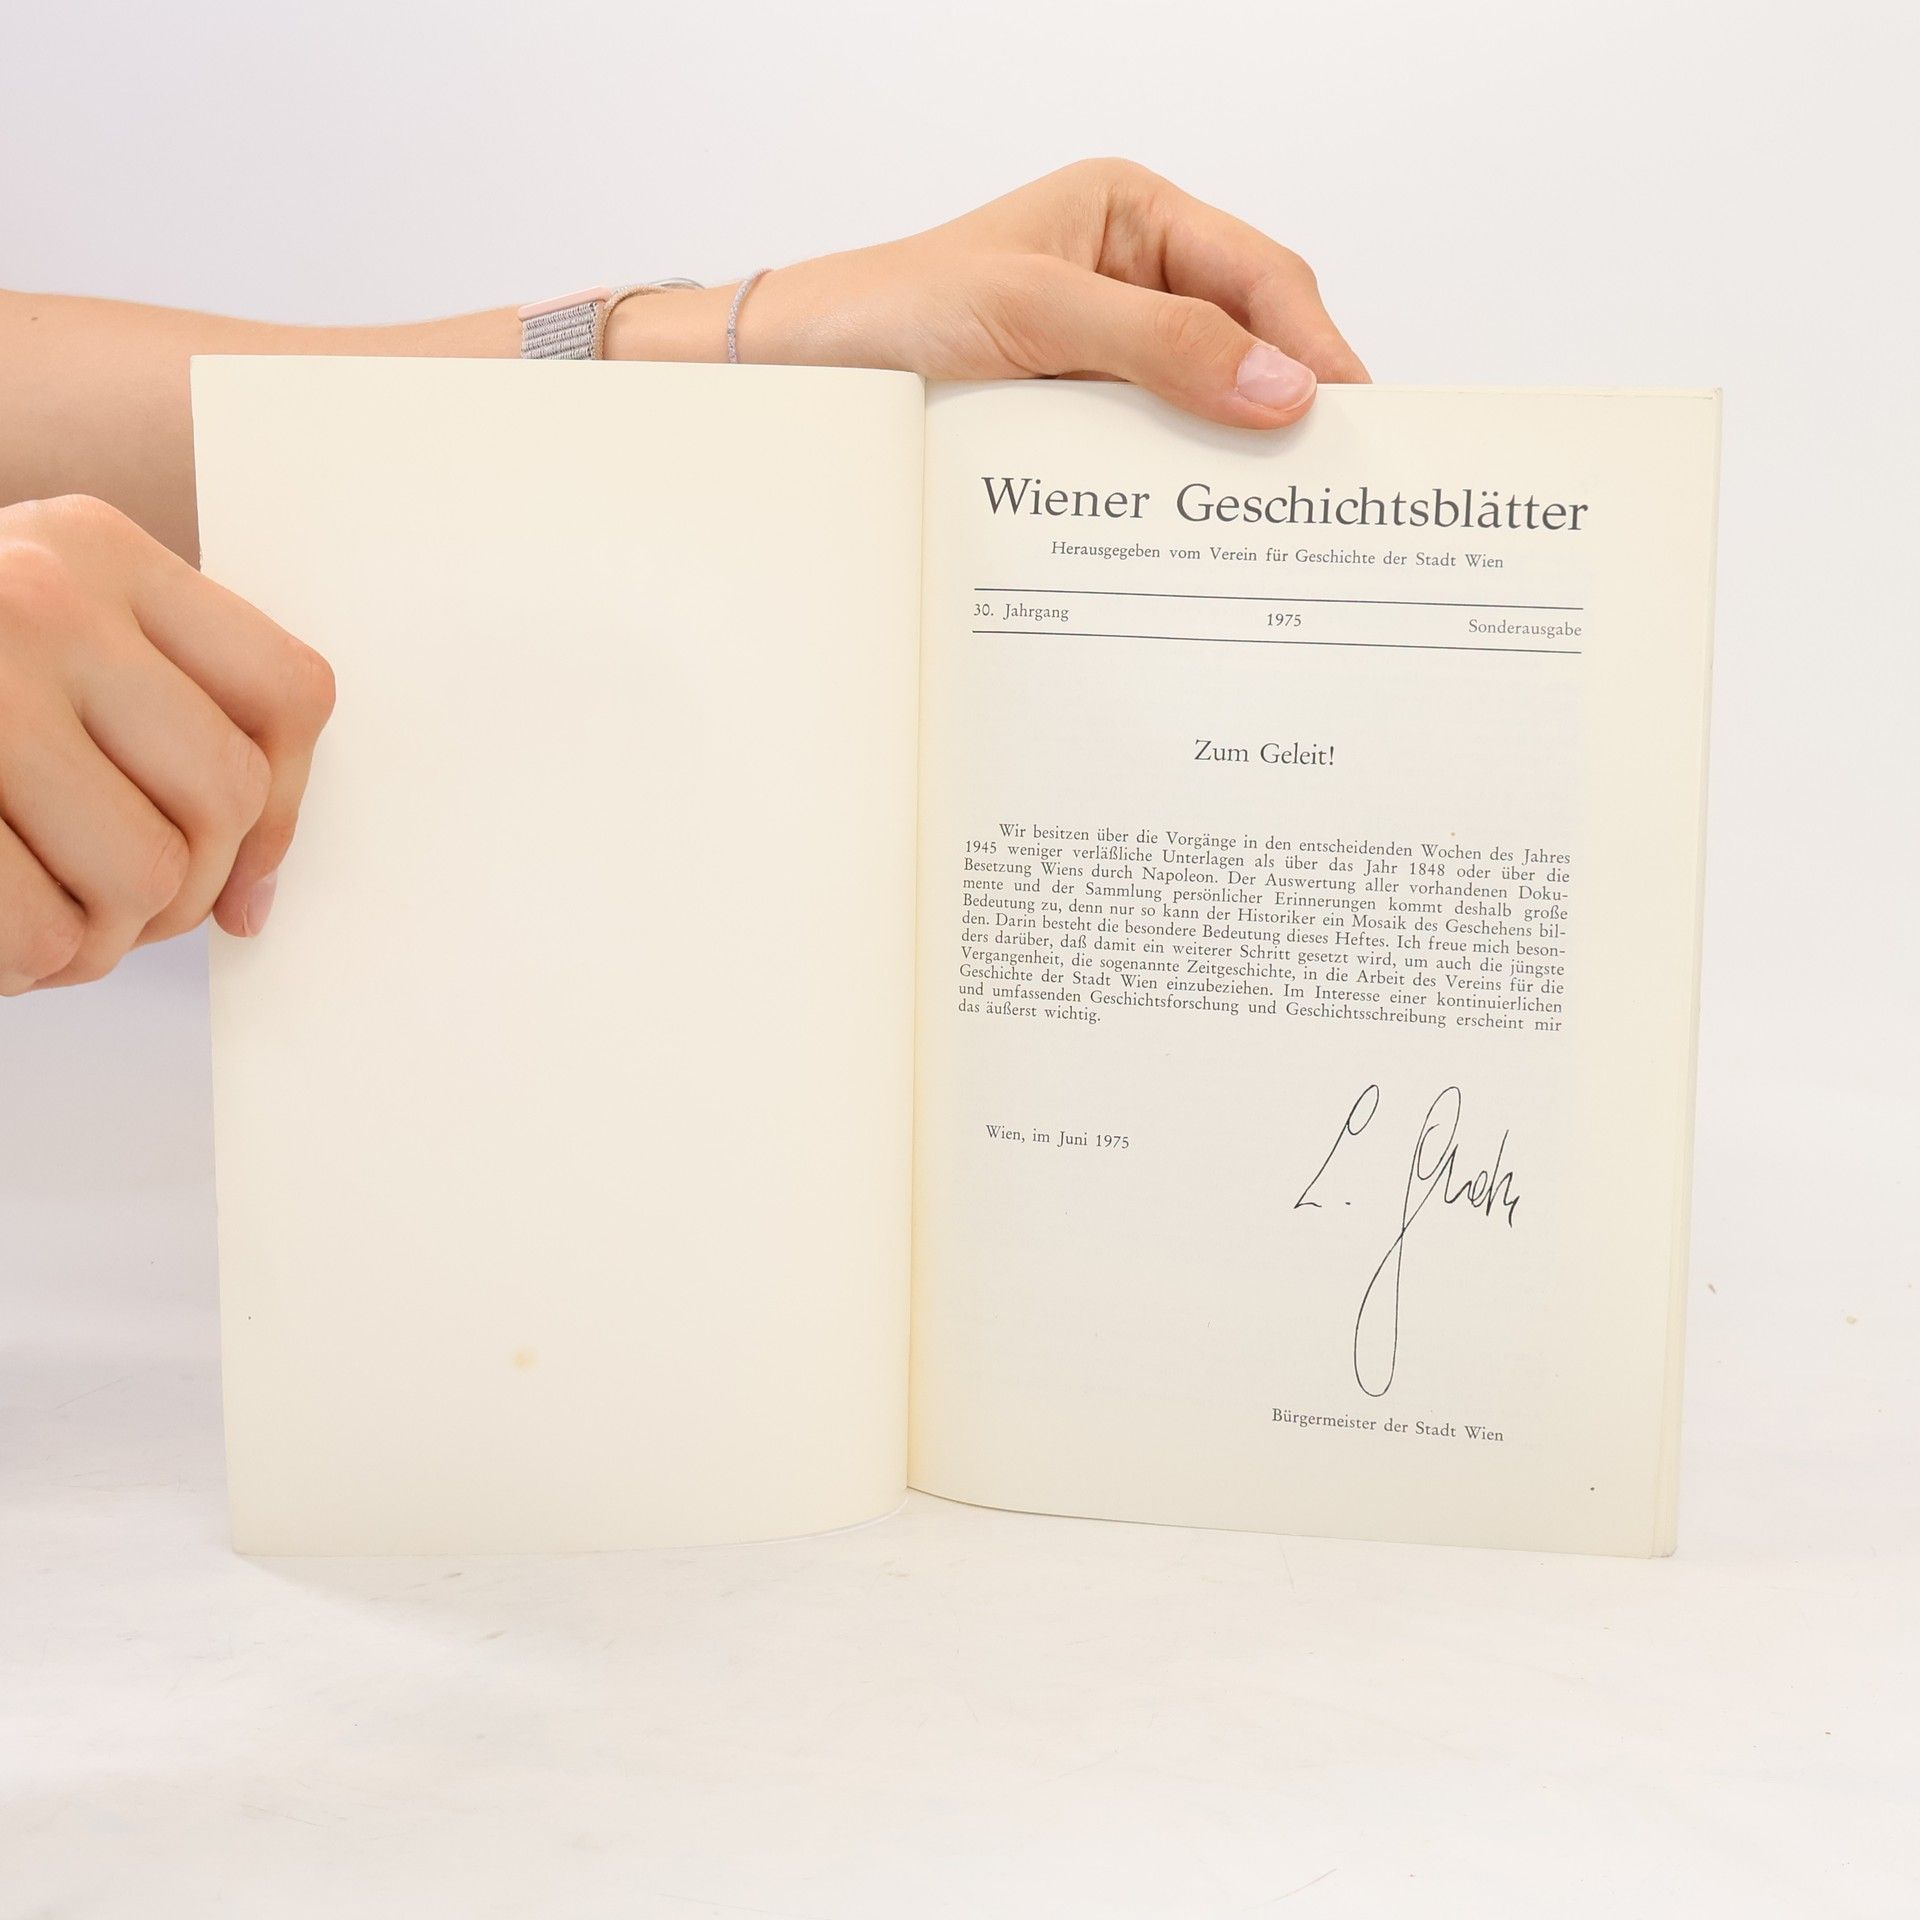 Wiener Geschichtsblätter
Herausgegeben vom Verein für Geschichte der Stadt Wien
30. Jahrgang 1975 Sonderausgabe
Zum Geleit!
Wir besitzen über die Vorgänge in den entscheidenden Wochen des Jahres
1945 weniger verläßliche Unterlagen als über das Jahr 1848 oder über die
Besetzung Wiens durch Napoleon. Der Auswertung aller vorhandenen Doku-
mente und der Sammlung persönlicher Erinnerungen kommt deshalb große
Bedeutung zu, denn nur so kann der Historiker ein Mosaik des Geschehens bil-
den. Darin besteht die besondere Bedeutung dieses Heftes. Ich freue mich beson-
ders darüber, daß damit ein weiterer Schritt gesetzt wird, um auch die jüngste
Vergangenheit, die sogenannte Zeitgeschichte, in die Arbeit des Vereins für die
Geschichte der Stadt Wien einzubeziehen. Im Interesse einer kontinuierlichen
und umfassenden Geschichtsforschung und Geschichtsschreibung erscheint mir
das äußerst wichtig.
Wien, im Juni 1975
L. Gratz
Bürgermeister der Stadt Wien